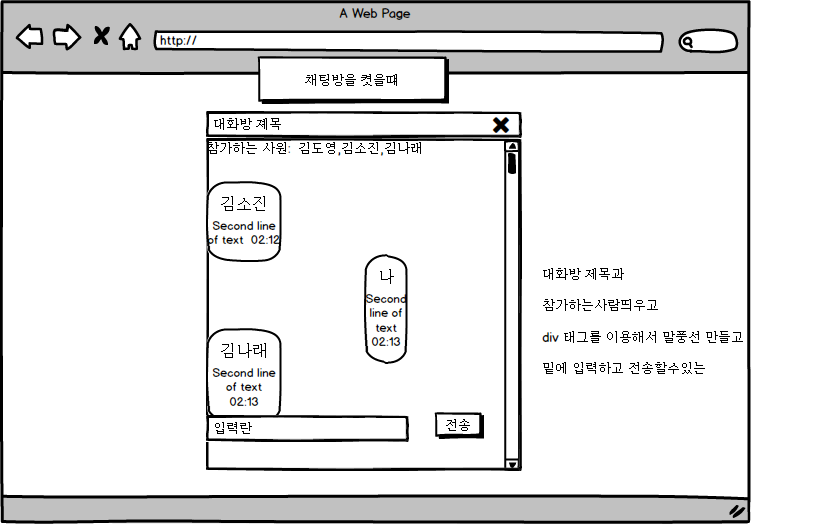 A Web Page
http://
채팅방을 켯을떄
대화방 제목
참가하는 사원: 김도영,김소진,김나래
김소진
Second line
of text 02:12
나
Second
line of
text
02:13
김나래
Second line
of text
02:13
입력란
전송
대화방 제목과
참가하는사람띄우고
div 태그를 이용해서 말풍선 만들고
밑에 입력하고 전송할수있는